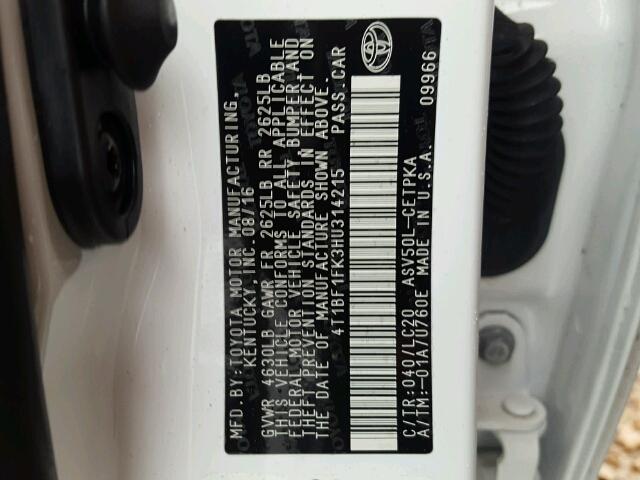 MFD. BY:TOYOTA MOTOR MANUFACTURING,
KENTUCKY, INC. 08/16
GVWR 4630LB GAWR FR 2625LB RR 2625LB
THIS VEHICLE CONFORMS TO ALL APPLICABLE
FEDERAL MOTOR VEHICLE SAFETY BUMPER AND
THEFT PREVENTION STANDARDS IN EFFECT ON
THE DATE OF MANUFACTURE SHOWN ABOVE.
4T1BF1FK3HU314215 PASS.CAR
C/TR:040/LC20 ASV50L-CETPKA
A/TM:-01A/U760E MADE IN U.S.A.
09966